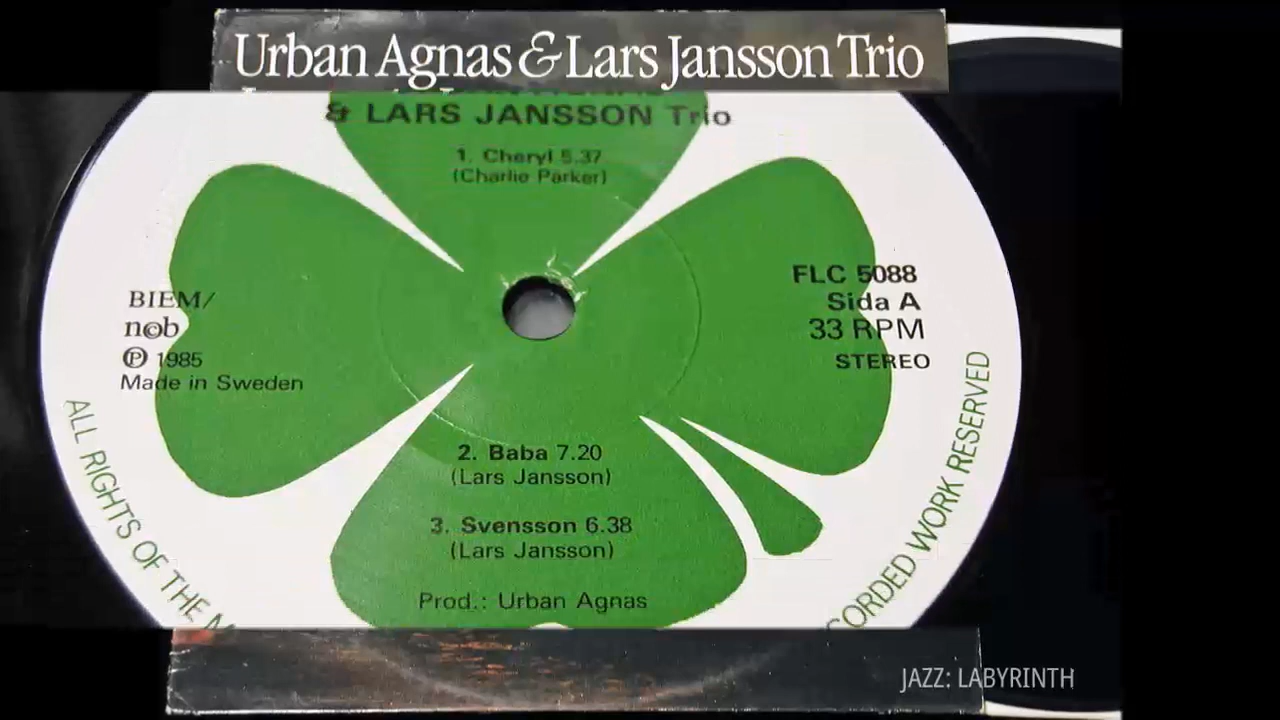 Urban Agnas & Lars Jansson Trio
& LARS JANSSON Trio
1. Cheryl 5.37
(Charlie Parker)
BIEM/
n©b
Ⓟ 1985
Made in Sweden
FLC 5088
Sida A
33 RPM
STEREO
2. Baba 7.20
(Lars Jansson)
3. Svensson 6.38
(Lars Jansson)
Prod.: Urban Agnas
ALL RIGHTS OF THE
WORK RESERVED
JAZZ: LABYRINTH